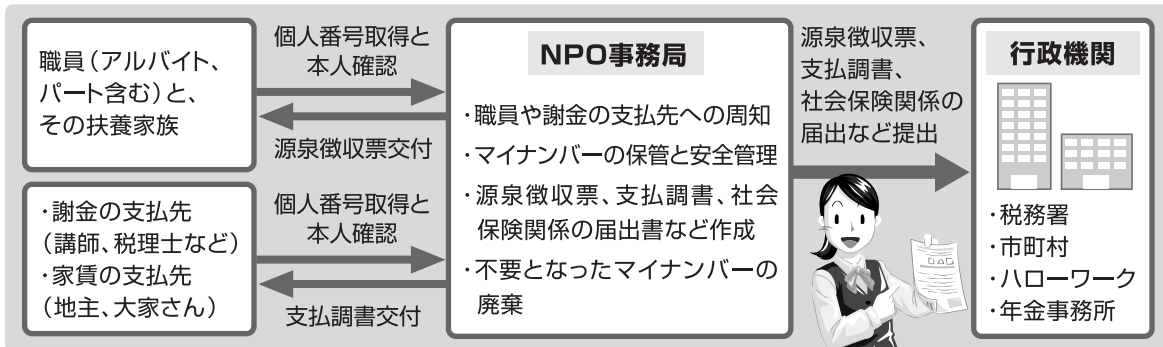 職員（アルバイト、
パート含む）と、
その扶養家族
個人番号取得と
本人確認
源泉徴収票交付
・謝金の支払先
（講師、税理士など）
・家賃の支払先
（地主、大家さん）
個人番号取得と
本人確認
支払調書交付
NPO事務局
・職員や謝金の支払先への周知
・マイナンバーの保管と安全管理
・源泉徴収票、支払調書、社会
保険関係の届出書など作成
・不要となったマイナンバーの
廃棄
源泉徴収票、
支払調書、
社会保険関係の
届出など提出
行政機関
・税務署
・市町村
・ハローワーク
・年金事務所